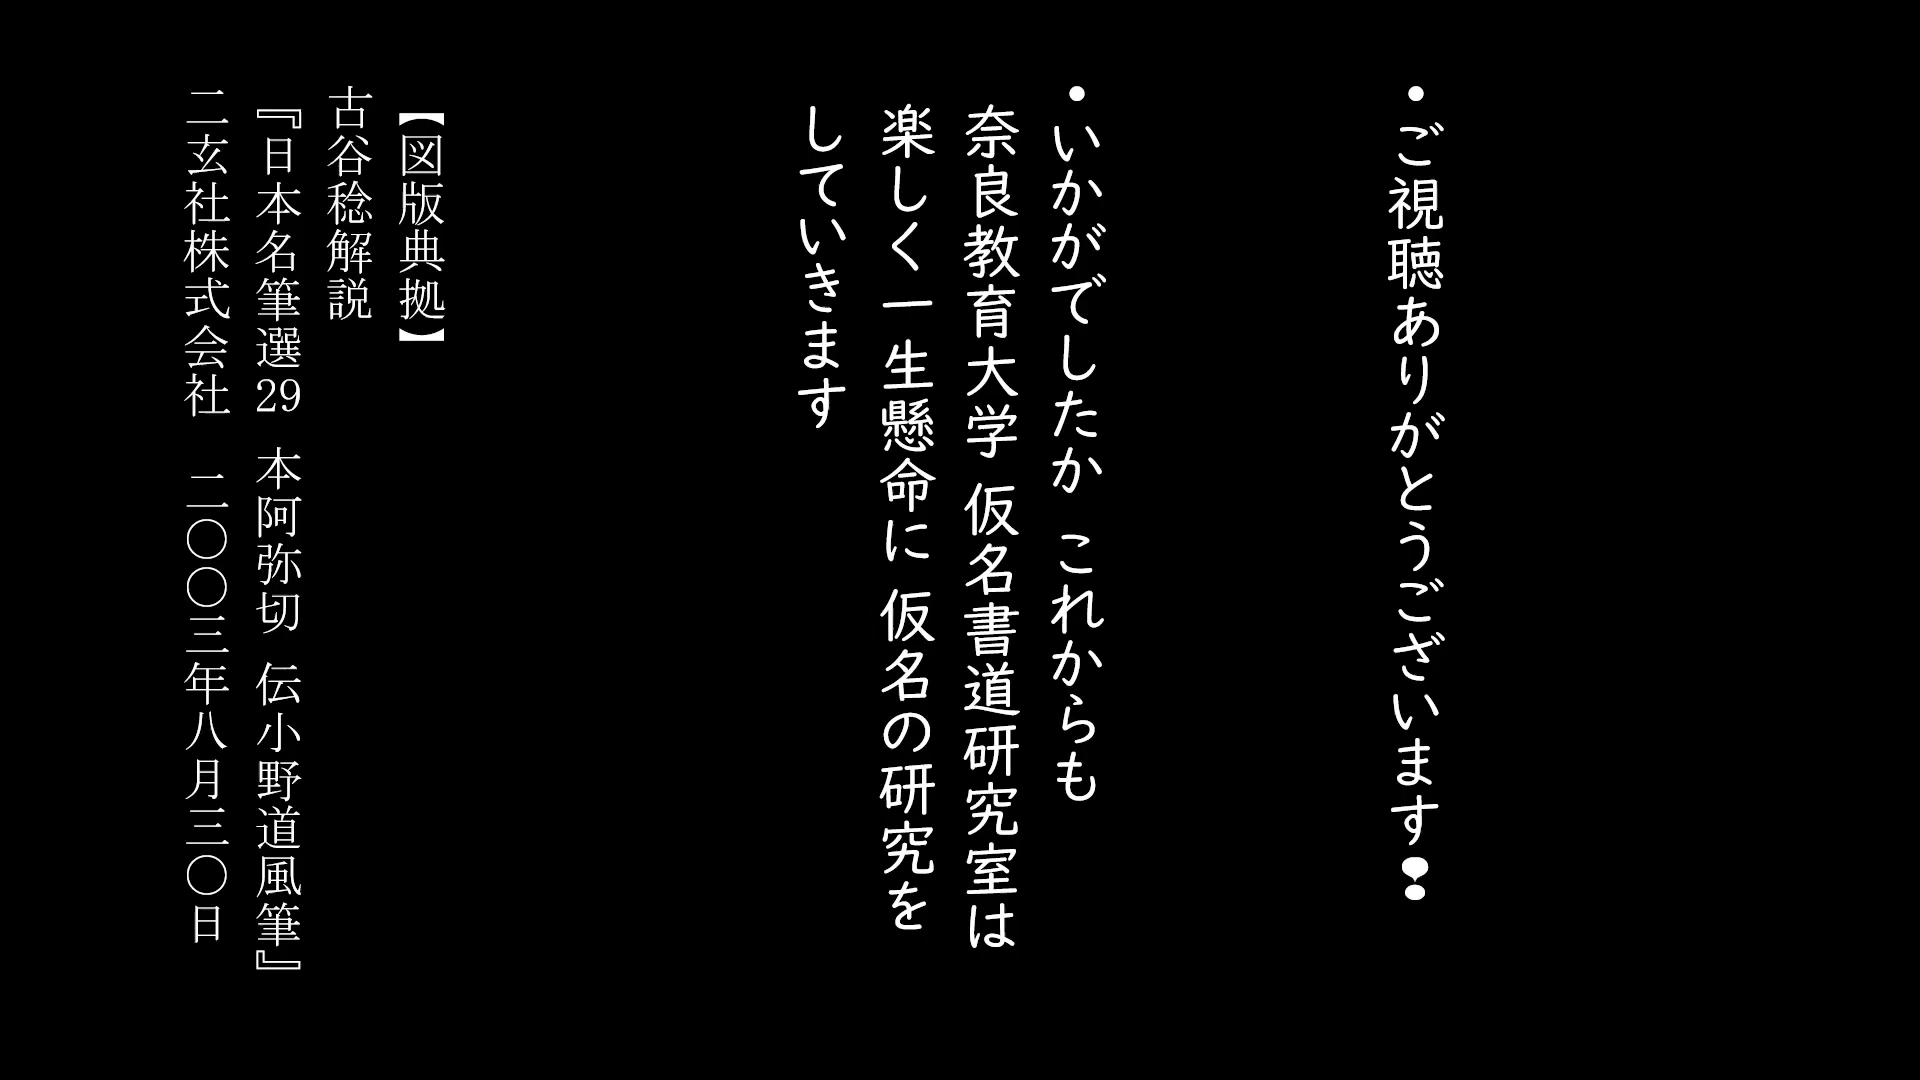 ・ご視聴ありがとうございます❢
・いかがでしたか これからも
奈良教育大学 仮名書道研究室は
楽しく一生懸命に 仮名の研究を
していきます
【図版典拠】
古谷稔解説
『日本名筆選29 本阿弥切 伝小野道風筆』
二玄社株式会社 二〇〇三年八月三〇日